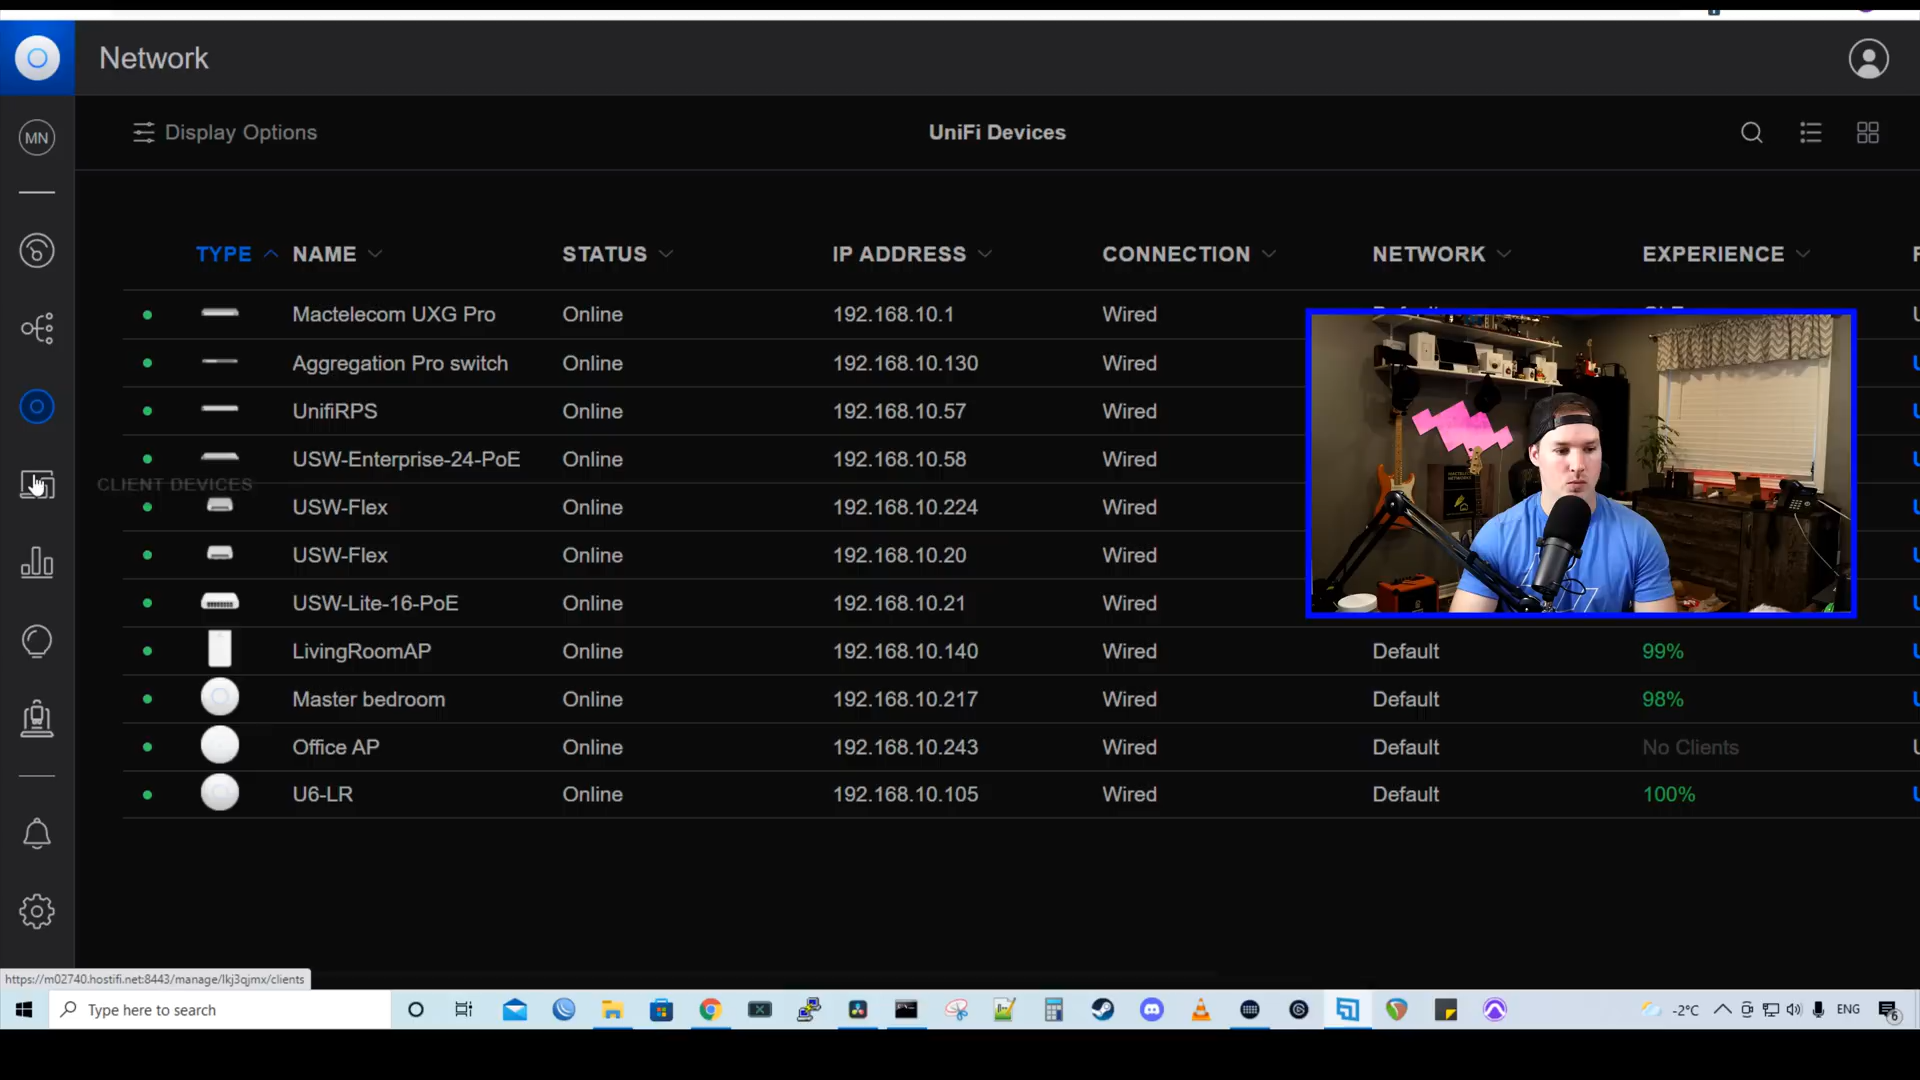 Network
MN
Display Options
UniFi Devices
TYPE NAME STATUS IP ADDRESS CONNECTION NETWORK EXPERIENCE
Mactelecom UXG Pro Online 192.168.10.1 Wired
Aggregation Pro switch Online 192.168.10.130 Wired
UnifiRPS Online 192.168.10.57 Wired
USW-Enterprise-24-PoE Online 192.168.10.58 Wired
CLIENT DEVICES
USW-Flex Online 192.168.10.224 Wired
USW-Flex Online 192.168.10.20 Wired
USW-Lite-16-PoE Online 192.168.10.21 Wired
LivingRoomAP Online 192.168.10.140 Wired Default 99%
Master bedroom Online 192.168.10.217 Wired Default 98%
Office AP Online 192.168.10.243 Wired Default No Clients
U6-LR Online 192.168.10.105 Wired Default 100%
https://m02740.hostifi.net:8443/manage/lkj3qjmx/clients
Type here to search
-2°C
ENG
6